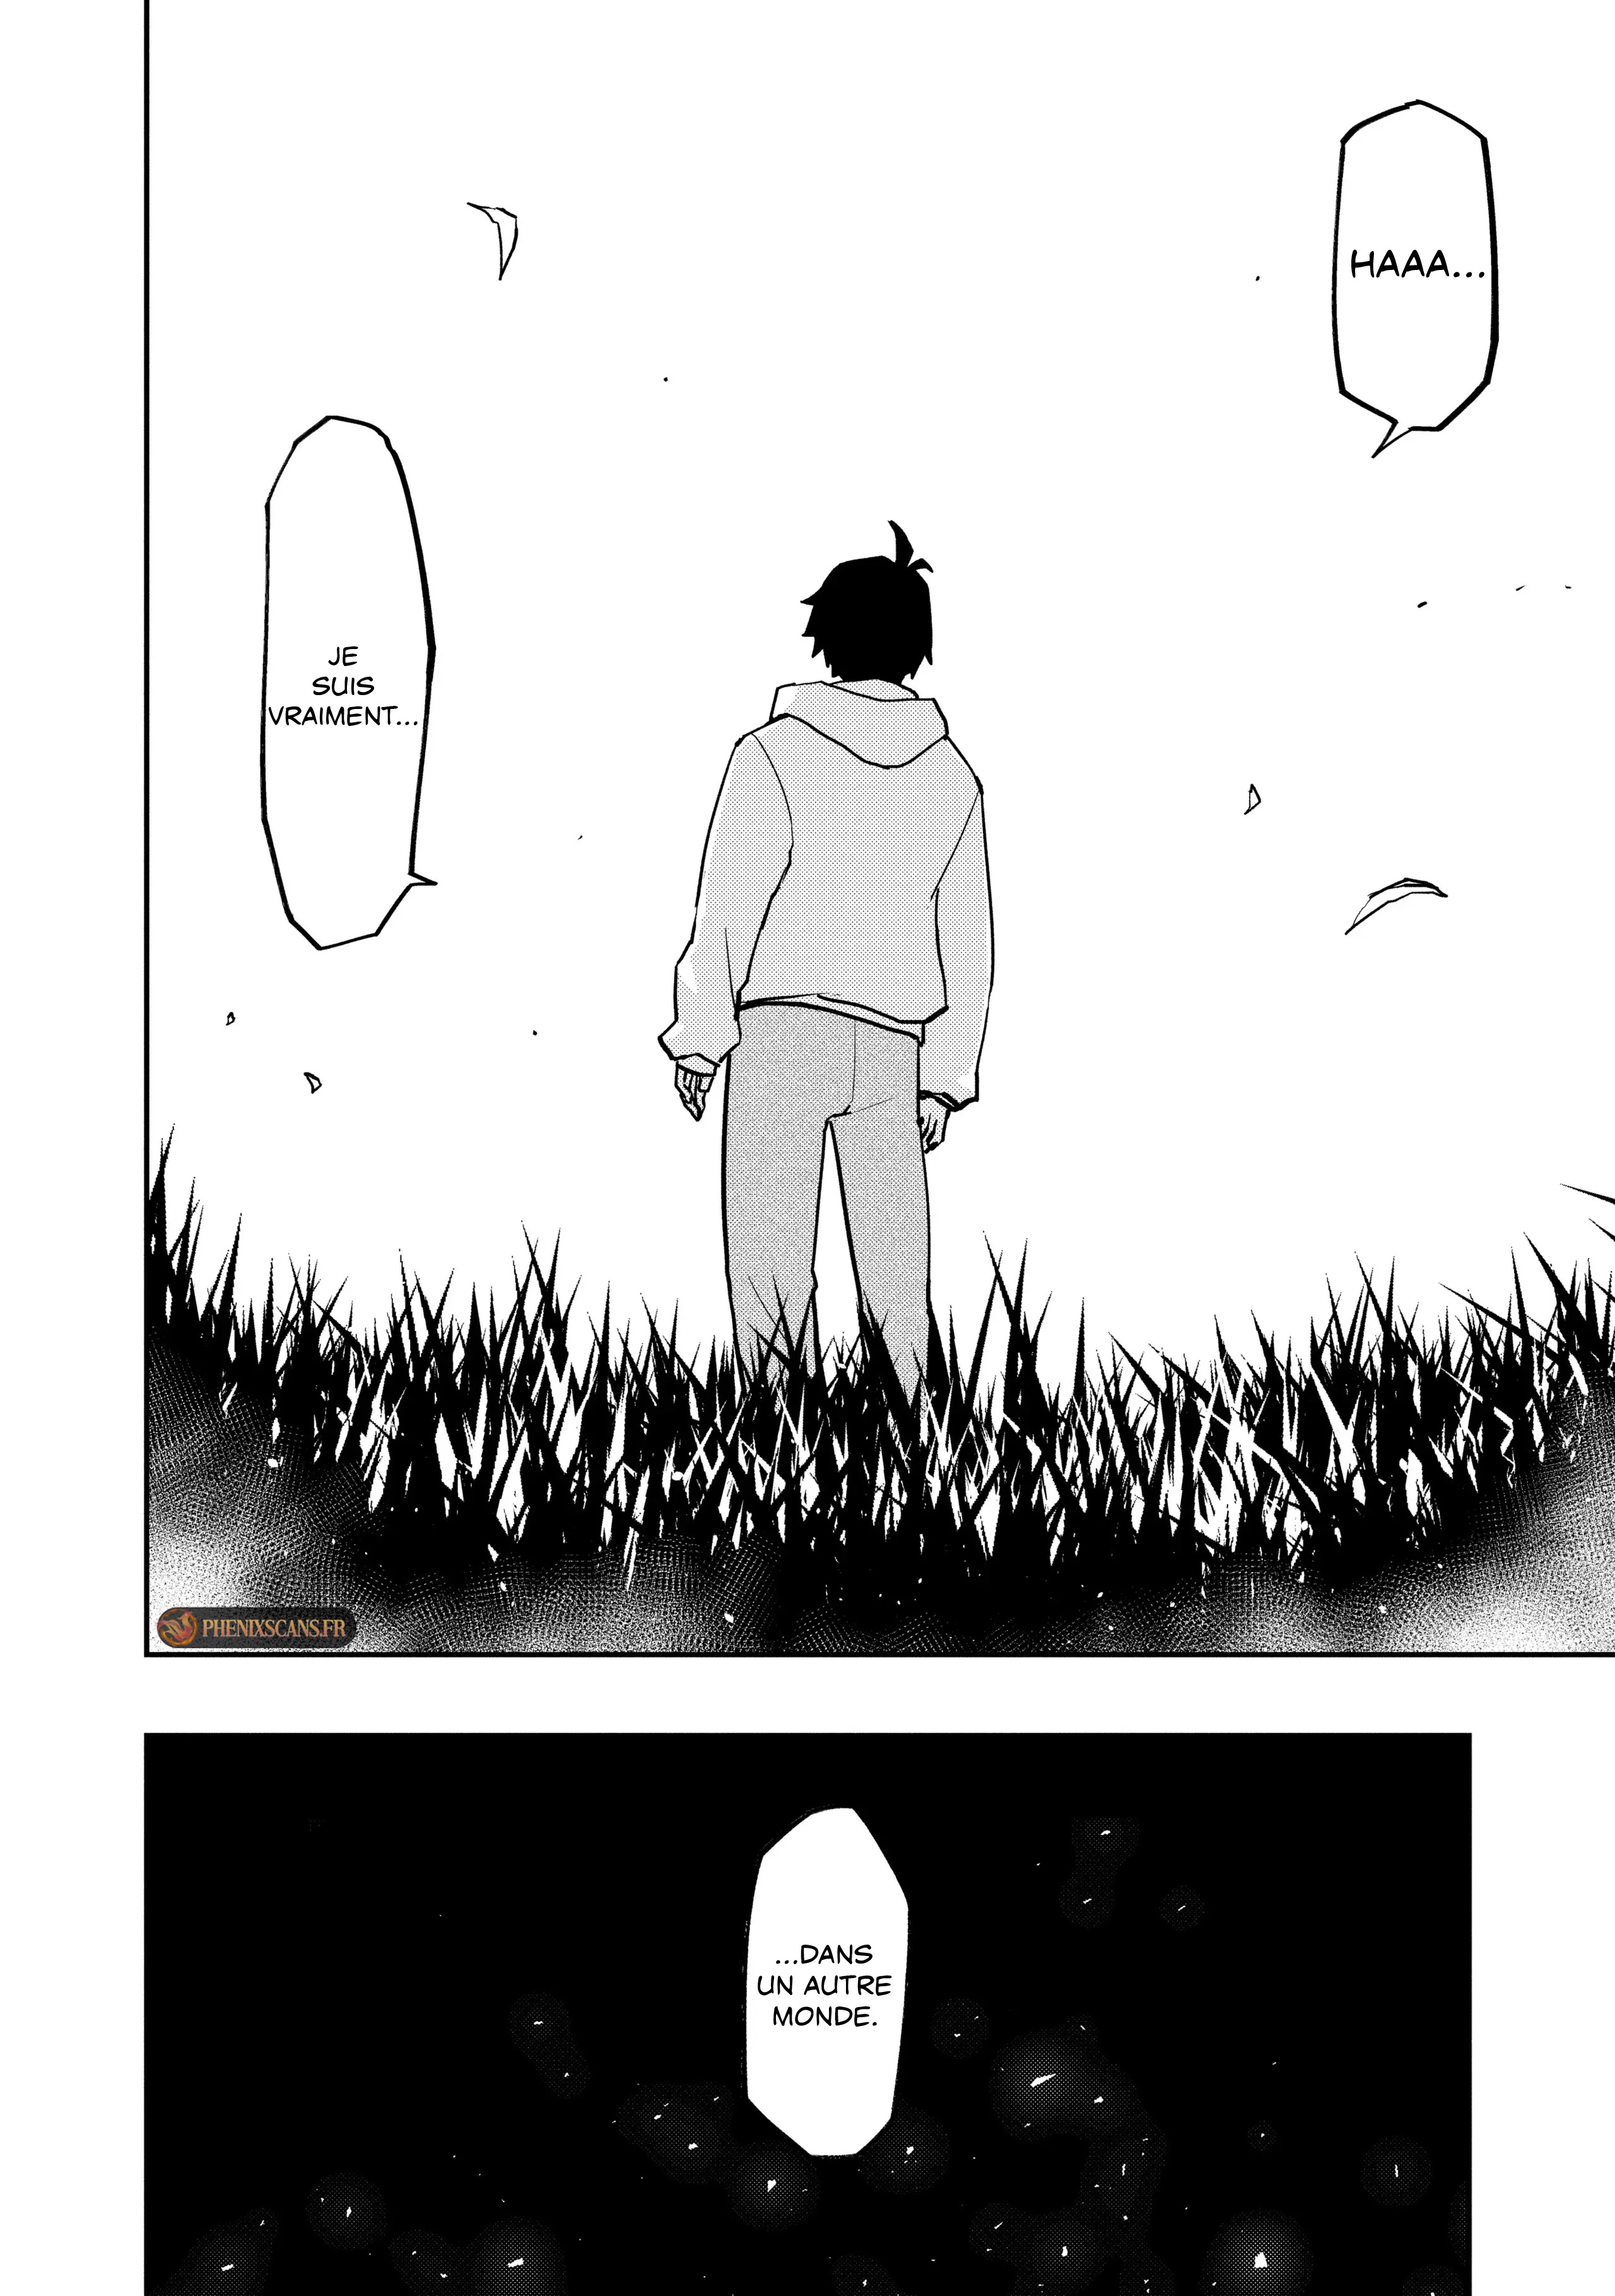 HAAA...
JE
SUIS
VRAIMENT...
PHENIXSCANS.FR
...DANS
UN AUTRE
MONDE.